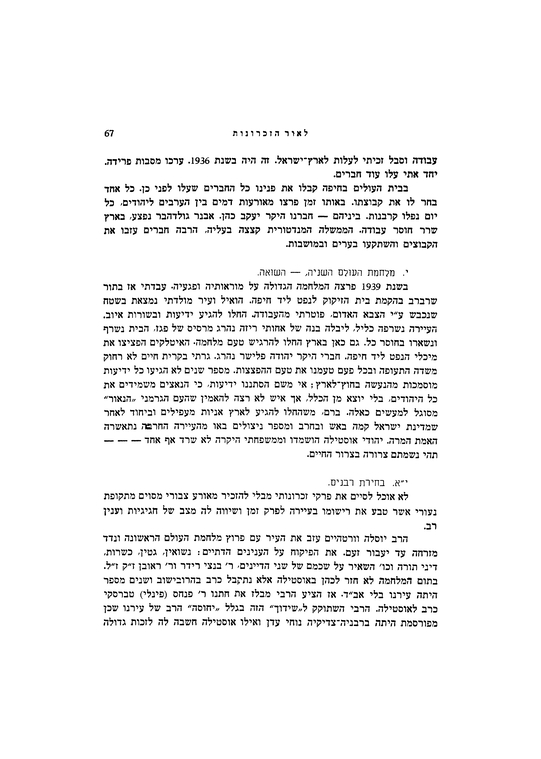 לאור הזכרונות 67
עבודה וסבל זכיתי לעלות לארץ־ישראל. זה היה בשנת 1936. ערכו מסבות פרידה.
יחד אתי עלו עוד חברים.
בבית העולים בחיפה קבלו את פנינו כל החברים שעלו לפני כן. כל אחד
בחר לו את קבוצתו. באותו זמן פרצו מאורעות דמים בין הערבים ליהודים. כל
יום נפלו קרבנות. ביניהם — חברנו היקר יעקב כהן. אבנר גולדהבר נפצע. בארץ
שרר חוסר עבודה. הממשלה המנדטורית קצצה בעליה. הרבה חברים עזבו את
הקבוצים והשתקעו בערים ובמושבות.
י. מלחמת העולם השניה. — השואה.
בשנת 1939 פרצה המלחמה הגדולה על מוראותיה ופגעיה. עבדתי אז בתור
שרברב בהקמת בית הזיקוק לנפט ליד חיפה. הואיל ועיר מולדתי נמצאת בשטח
שנכבש ע״י הצבא האדום, פוטרתי מהעבודה. החלו להגיע ידיעות ובשורות איוב.
העיירה נשרפה כליל, ליבלה בנה של אחותי ריזה נהרג מרסיס של פגז, הבית נשרף
ונשארו בחוסר כל. גם כאן בארץ החלו להרגיש טעם מלחמה. האיטלקים הפציצו את
מיכלי הנפט ליד חיפה. חברי היקר יהודה פלישר נהרג. גרתי בקרית חיים לא רחוק
משדה התעופה ובכל פעם טעמנו את טעם ההפצצות. מספר שנים לא הגיעו כל ידיעות
מוסמכות מהנעשה בחוץ־לארץ; אי משם הסתננו ידיעות, כי הנאצים משמידים את
כל היהודים, בלי יוצא מן הכלל, אך איש לא רצה להאמין שהעם הגרמני ״הנאור״
מסוגל למעשים כאלה. ברם, משהחלו להגיע לארץ אניות מעפילים וביחוד לאחר
שמדינת ישראל קמה באש ובחרב ומספר ניצולים באו מהעיירה החרבה נתאשרה
האמת המרה. יהודי אוסטילה הושמדו וממשפחתי היקרה לא שרד אף אחד — — —
תהי נשמתם צרורה בצרור החיים.
י״א. בחירת רבנים.
לא אוכל לסיים את פרקי זכרונותי מבלי להזכיר מאורע צבורי מסוים מתקופת
נעורי אשר טבע את רישומו בעיירה לפרק זמן ושיווה לה מצב של חגיגיות וענין
רב.
הרב יוסלה וורטהיים עזב את העיר עם פרוץ מלחמת העולם הראשונה ונדד
מזרחה עד יעבור זעם. את הפיקוח על הענינים הדתיים: נשואין, גטין, כשרות,
דיני תורה וכו׳ השאיר על שכמם של שני הדיינים, ר׳ בנצי רידר ור׳ ראובן ז״ק ז״ל.
בתום המלחמה לא חזר לכהן באוסטילה אלא נתקבל כרב בהרובישוב ושנים מספר
היתה עירנו בלי אב״ד. אז הציע הרבי מבלז את חתנו ר׳ פנחס (פינלי) טברסקי
כרב לאוסטילה. הרבי השתוקק ל״שידוך״ הזה בגלל ״יחוסה״ הרב של עירנו שכן
מפורסמת היתה ברבניה־צדיקיה נוחי עדן ואילו אוסטילה חשבה לה לזכות גדולה